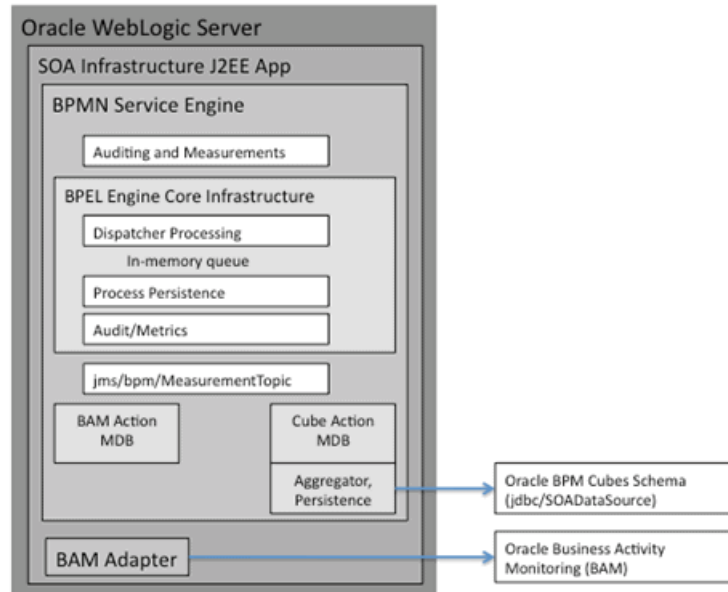 Oracle WebLogic Server
SOA Infrastructure J2EE App
BPMN Service Engine
Auditing and Measurements
BPEL Engine Core Infrastructure
Dispatcher Processing
In-memory queue
Process Persistence
Audit/Metrics
jms/bpm/MeasurementTopic
BAM Action
MDB
Cube Action
MDB
Aggregator,
Persistence
Oracle BPM Cubes Schema
(jdbc/SOADataSource)
BAM Adapter
Oracle Business Activity
Monitoring (BAM)